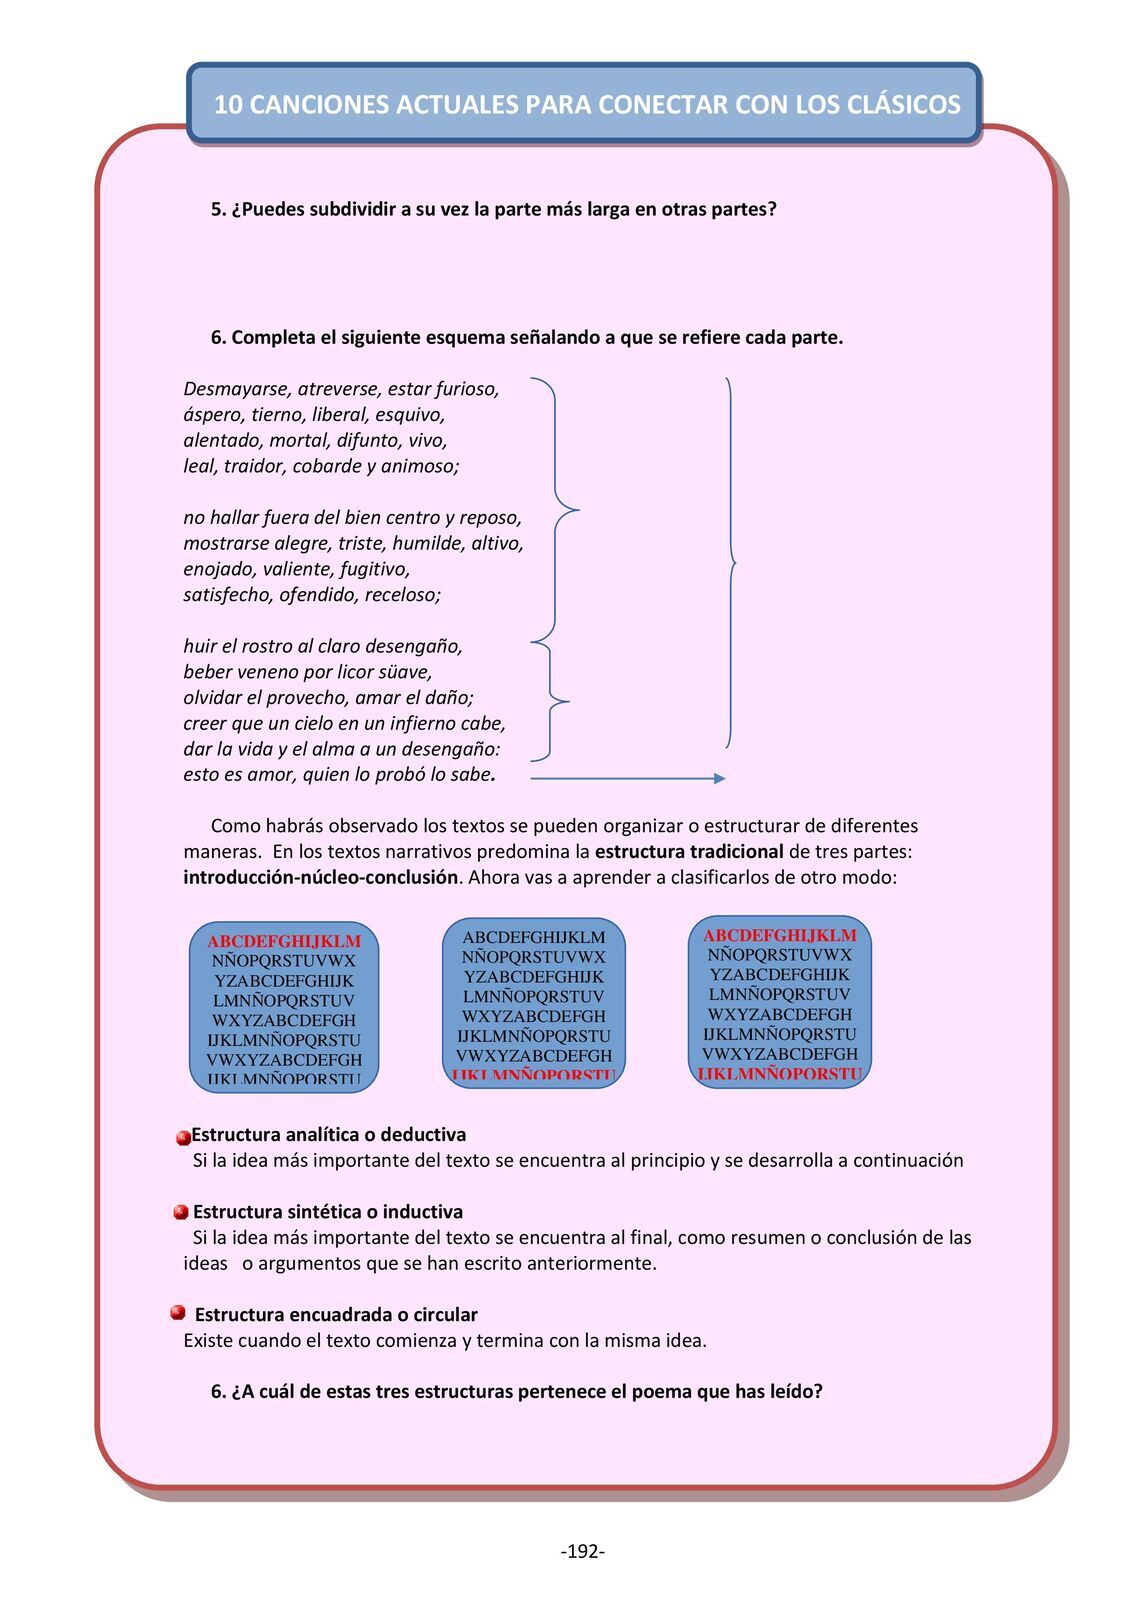 10 CANCIONES ACTUALES PARA CONECTAR CON LOS CLÁSICOS
5. ¿Puedes subdividir a su vez la parte más larga en otras partes?
6. Completa el siguiente esquema señalando a que se refiere cada parte.
Desmayarse, atreverse, estar furioso,
áspero, tierno, liberal, esquivo,
alentado, mortal, difunto, vivo,
leal, traidor, cobarde y animoso;
no hallar fuera del bien centro y reposo,
mostrarse alegre, triste, humilde, altivo,
enojado, valiente, fugitivo,
satisfecho, ofendido, receloso;
huir el rostro al claro desengaño,
beber veneno por licor süave,
olvidar el provecho, amar el daño;
creer que un cielo en un infierno cabe,
dar la vida y el alma a un desengaño:
esto es amor, quien lo probó lo sabe.
Como habrás observado los textos se pueden organizar o estructurar de diferentes
maneras. En los textos narrativos predomina la estructura tradicional de tres partes:
introducción-núcleo-conclusión. Ahora vas a aprender a clasificarlos de otro modo:
ABCDEFGHIJKLM
NÑOPQRSTUVWX
YZABCDEFGHIJK
LMNÑOPQRSTUV
WXYZABCDEFGH
IJKLMNÑOPQRSTU
VWXYZABCDEFGH
IJKLMNÑOPQRSTU
ABCDEFGHIJKLM
NÑOPQRSTUVWX
YZABCDEFGHIJK
LMNÑOPQRSTUV
WXYZABCDEFGH
IJKLMNÑOPQRSTU
VWXYZABCDEFGH
IJKLMNÑOPQRSTU
ABCDEFGHIJKLM
NÑOPQRSTUVWX
YZABCDEFGHIJK
LMNÑOPQRSTUV
WXYZABCDEFGH
IJKLMNÑOPQRSTU
VWXYZABCDEFGH
IJKLMNÑOPQRSTU
Estructura analítica o deductiva
Si la idea más importante del texto se encuentra al principio y se desarrolla a continuación
Estructura sintética o inductiva
Si la idea más importante del texto se encuentra al final, como resumen o conclusión de las
ideas o argumentos que se han escrito anteriormente.
Estructura encuadrada o circular
Existe cuando el texto comienza y termina con la misma idea.
6. ¿A cuál de estas tres estructuras pertenece el poema que has leído?
-192-